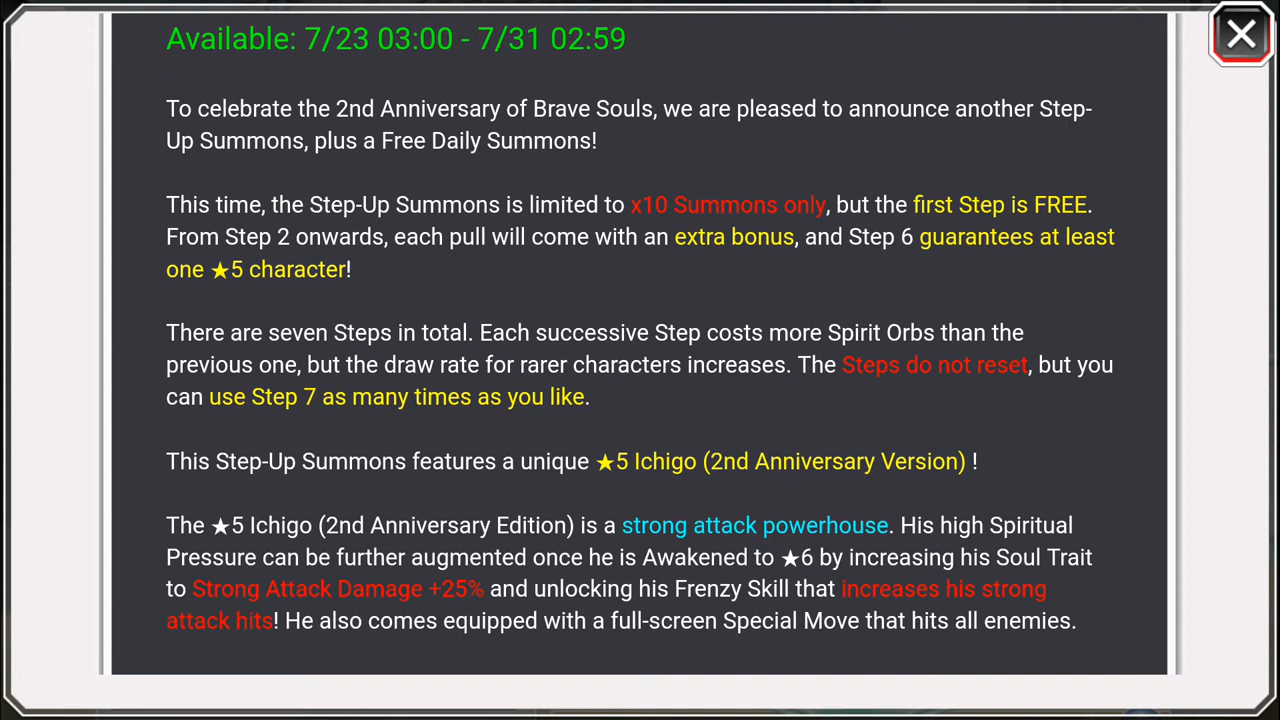 Available: 7/23 03:00 - 7/31 02:59
To celebrate the 2nd Anniversary of Brave Souls, we are pleased to announce another Step-
Up Summons, plus a Free Daily Summons!
This time, the Step-Up Summons is limited to x10 Summons only, but the first Step is FREE.
From Step 2 onwards, each pull will come with an extra bonus, and Step 6 guarantees at least
one ★5 character!
There are seven Steps in total. Each successive Step costs more Spirit Orbs than the
previous one, but the draw rate for rarer characters increases. The Steps do not reset, but you
can use Step 7 as many times as you like.
This Step-Up Summons features a unique ★5 Ichigo (2nd Anniversary Version) !
The ★5 Ichigo (2nd Anniversary Edition) is a strong attack powerhouse. His high Spiritual
Pressure can be further augmented once he is Awakened to ★6 by increasing his Soul Trait
to Strong Attack Damage +25% and unlocking his Frenzy Skill that increases his strong
attack hits! He also comes equipped with a full-screen Special Move that hits all enemies.